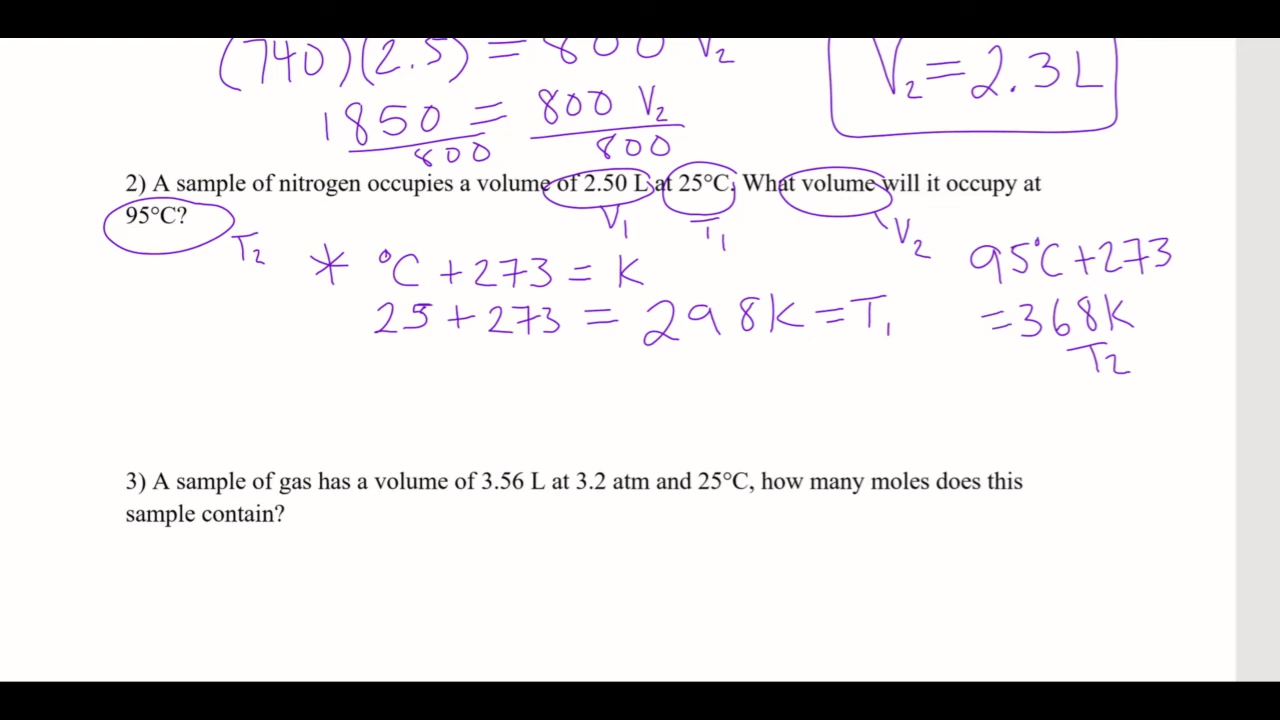 (740)(2.5) = 800 V₂
V₂ = 2.3 L
1850 = 800 V₂
800 800
2) A sample of nitrogen occupies a volume of 2.50 L at 25°C. What volume will it occupy at
95°C?
V₁ T₁ V₂
T₂
* °C + 273 = K
25 + 273 = 298K = T₁
95°C + 273
= 368K
T₂
3) A sample of gas has a volume of 3.56 L at 3.2 atm and 25°C, how many moles does this
sample contain?